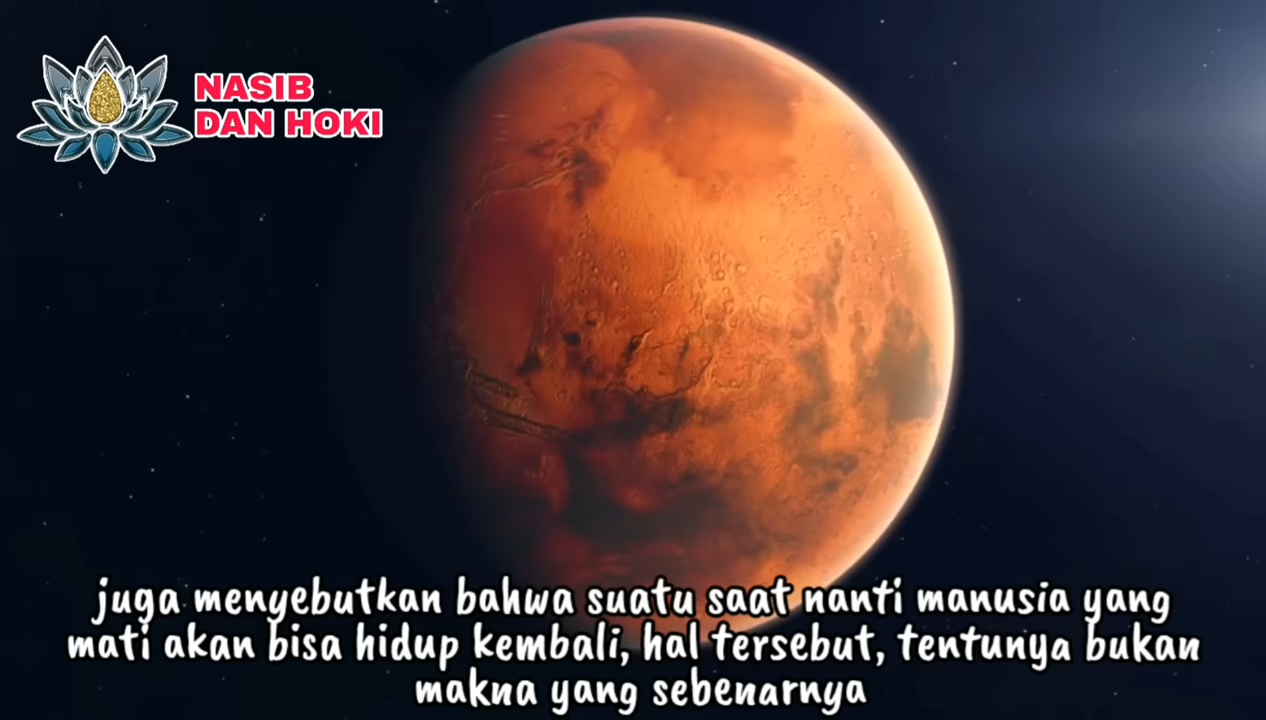 NASIB
DAN HOKI
juga menyebutkan bahwa suatu saat nanti manusia yang
mati akan bisa hidup kembali, hal tersebut, tentunya bukan
makna yang sebenarnya